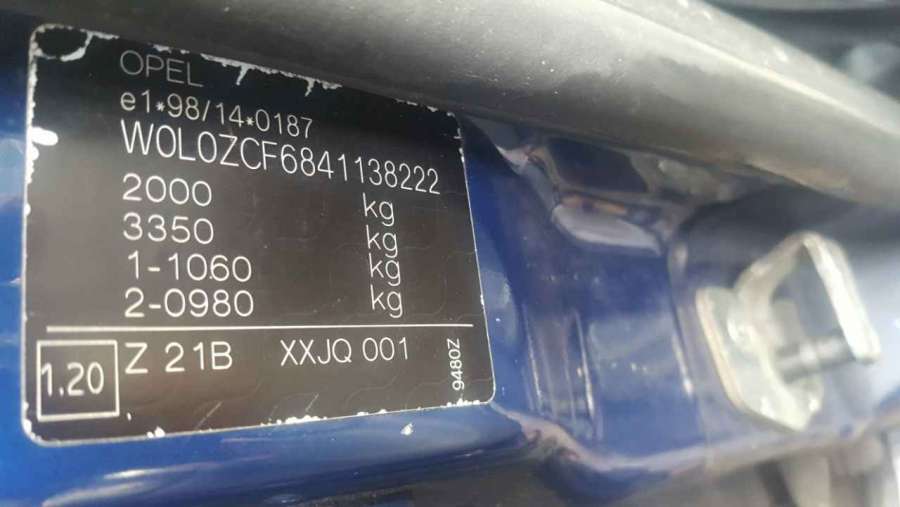 OPEL
e1*98/14*0187
W0L0ZCF6841138222
2000 kg
3350 kg
1-1060 kg
2-0980 kg
1.20 Z 21B XXJQ 001 9480Z